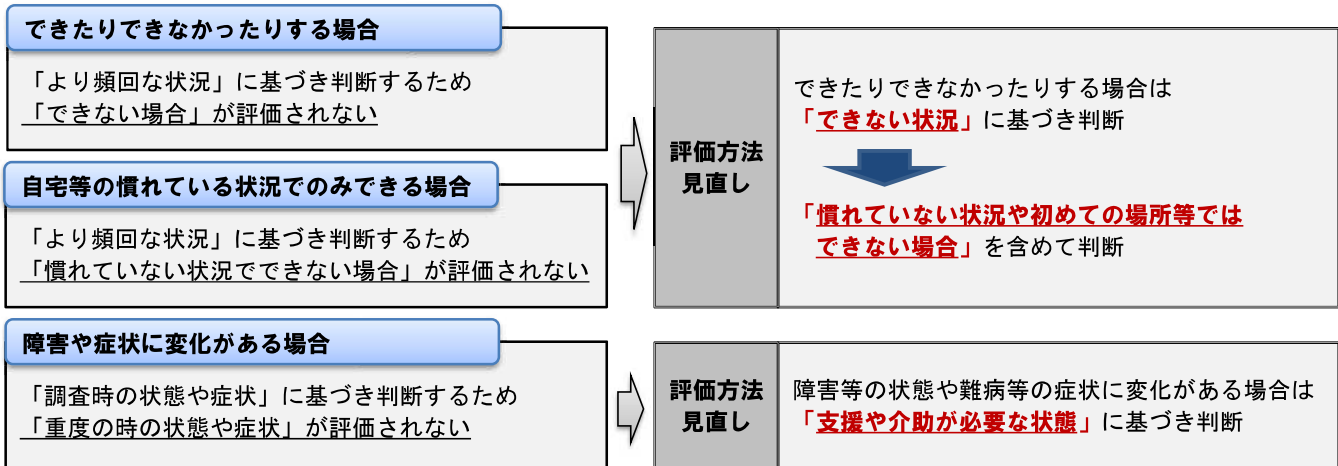 できたりできなかったりする場合
「より頻回な状況」に基づき判断するため
「できない場合」が評価されない
自宅等の慣れている状況でのみできる場合
「より頻回な状況」に基づき判断するため
「慣れていない状況でできない場合」が評価されない
評価方法
見直し
できたりできなかったりする場合は
「できない状況」に基づき判断
「慣れていない状況や初めての場所等では
できない場合」を含めて判断
障害や症状に変化がある場合
「調査時の状態や症状」に基づき判断するため
「重度の時の状態や症状」が評価されない
評価方法
見直し
障害等の状態や難病等の症状に変化がある場合は
「支援や介助が必要な状態」に基づき判断